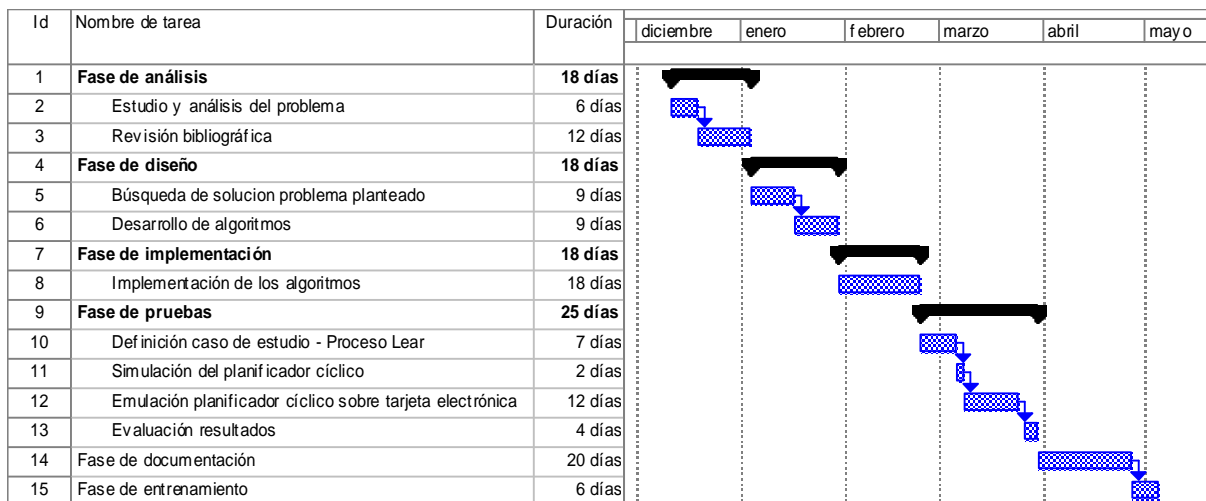 Id Nombre de tarea Duración diciembre enero febrero marzo abril mayo
1 Fase de análisis 18 días
2 Estudio y análisis del problema 6 días
3 Revisión bibliográfica 12 días
4 Fase de diseño 18 días
5 Búsqueda de solucion problema planteado 9 días
6 Desarrollo de algoritmos 9 días
7 Fase de implementación 18 días
8 Implementación de los algoritmos 18 días
9 Fase de pruebas 25 días
10 Definición caso de estudio - Proceso Lear 7 días
11 Simulación del planificador cíclico 2 días
12 Emulación planificador cíclico sobre tarjeta electrónica 12 días
13 Evaluación resultados 4 días
14 Fase de documentación 20 días
15 Fase de entrenamiento 6 días